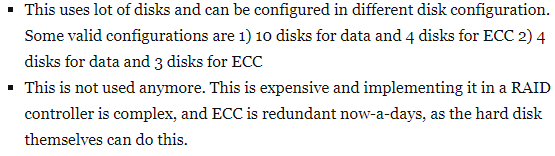 ▪ This uses lot of disks and can be configured in different disk configuration.
Some valid configurations are 1) 10 disks for data and 4 disks for ECC 2) 4
disks for data and 3 disks for ECC
▪ This is not used anymore. This is expensive and implementing it in a RAID
controller is complex, and ECC is redundant now-a-days, as the hard disk
themselves can do this.